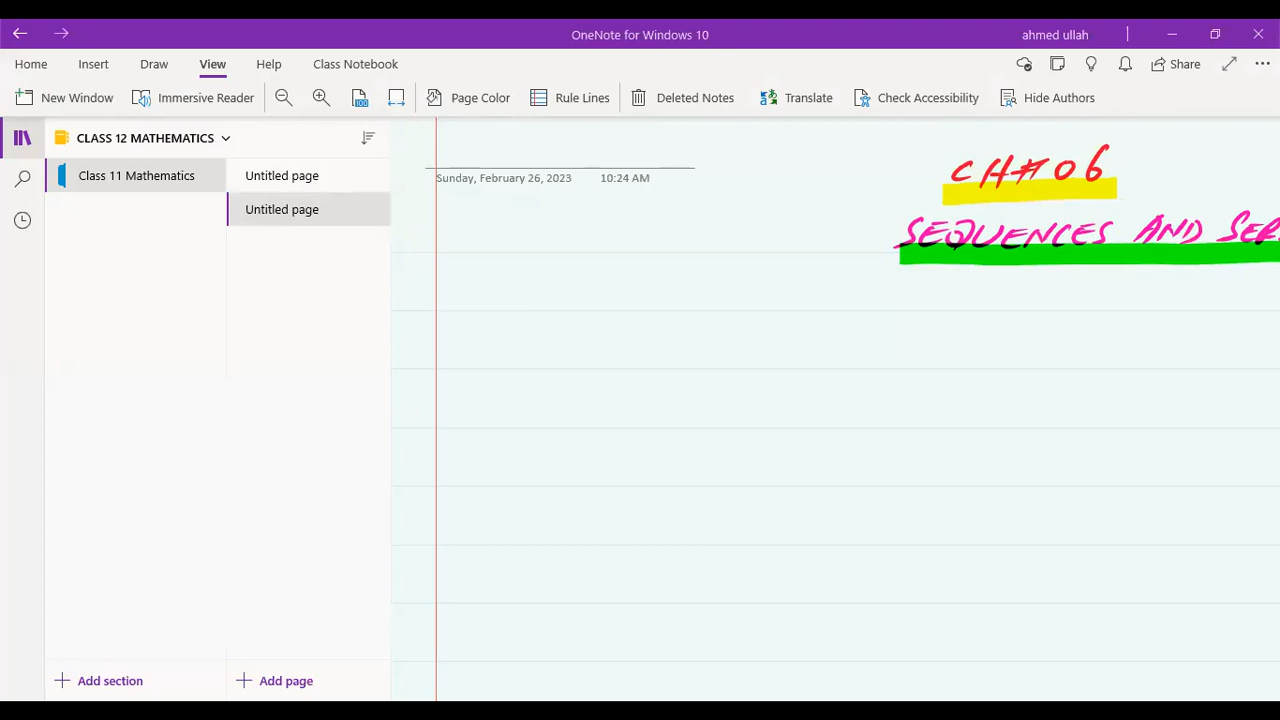 OneNote for Windows 10
ahmed ullah
Home Insert Draw View Help Class Notebook Share
New Window Immersive Reader Page Color Rule Lines Deleted Notes Translate Check Accessibility Hide Authors
CLASS 12 MATHEMATICS
Class 11 Mathematics
Untitled page
Untitled page
Sunday, February 26, 2023 10:24 AM
CH#06
SEQUENCES AND SER
Add section
Add page